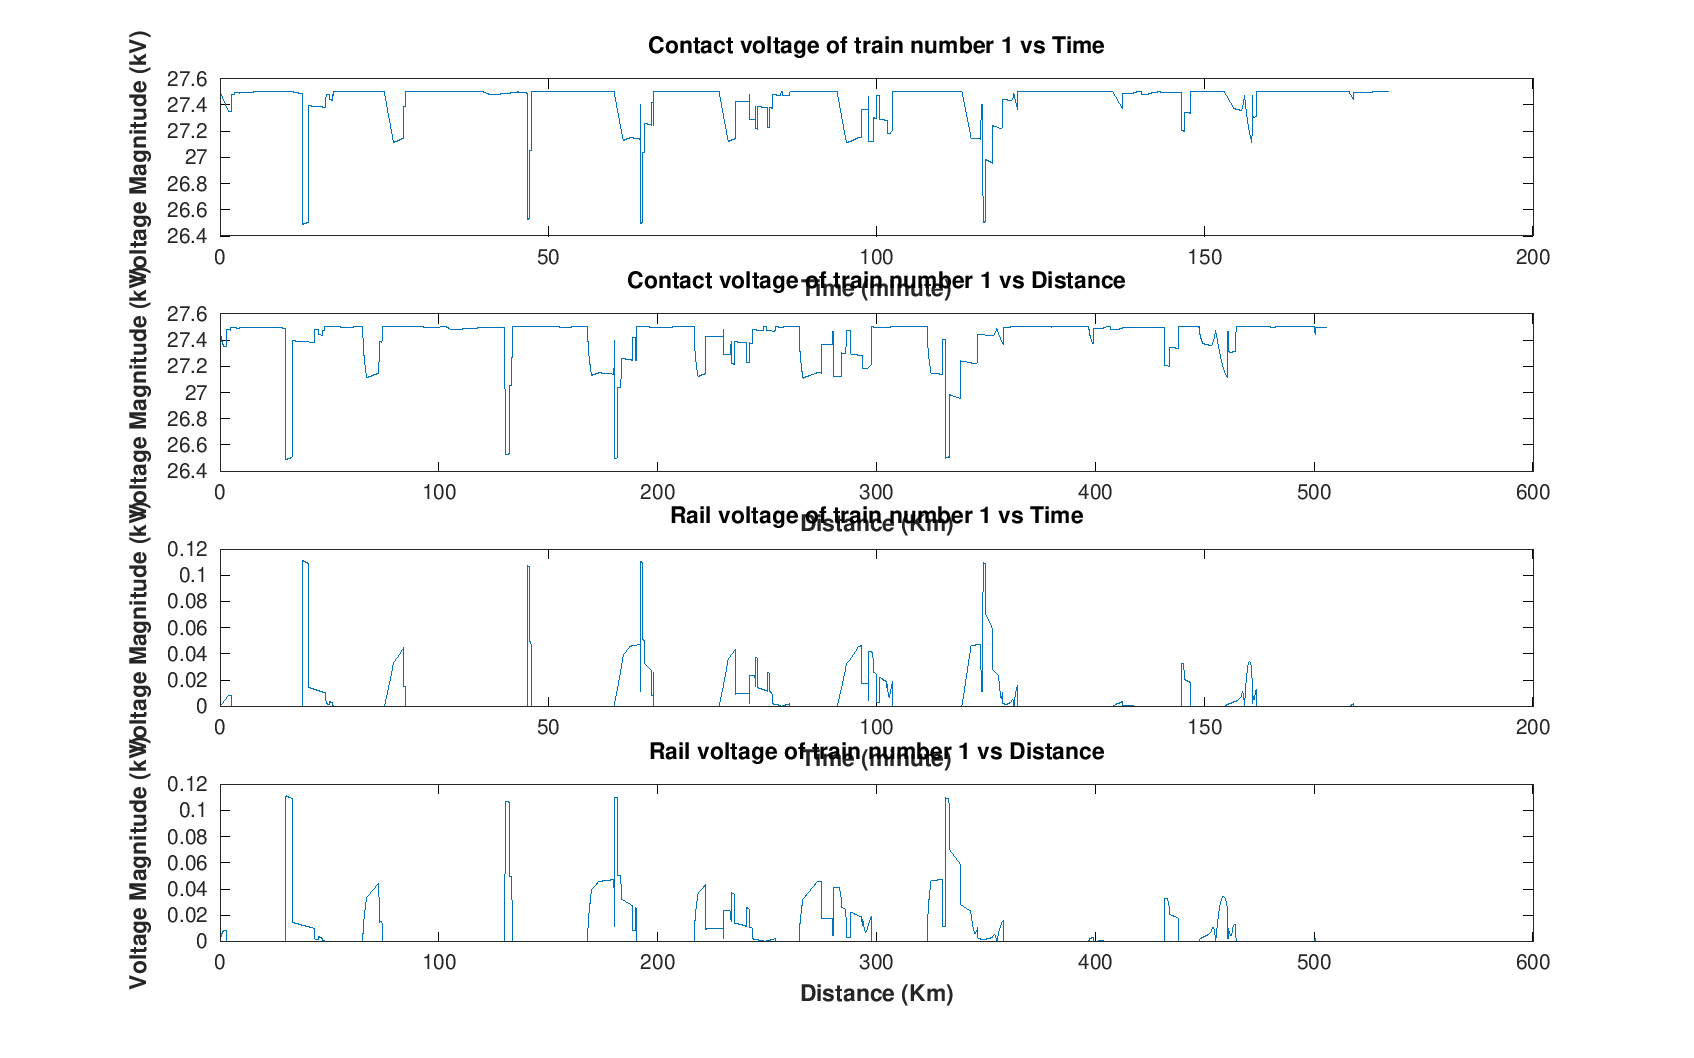 Contact voltage of train number 1 vs Time
Voltage Magnitude (kV)
27.6
27.4
27.2
27
26.8
26.6
26.4
0 50 100 150 200
Time (minute)
Contact voltage of train number 1 vs Distance
Voltage Magnitude (kV)
27.6
27.4
27.2
27
26.8
26.6
26.4
0 100 200 300 400 500 600
Distance (Km)
Rail voltage of train number 1 vs Time
Voltage Magnitude (kV)
0.12
0.1
0.08
0.06
0.04
0.02
0
0 50 100 150 200
Time (minute)
Rail voltage of train number 1 vs Distance
Voltage Magnitude (kV)
0.12
0.1
0.08
0.06
0.04
0.02
0
0 100 200 300 400 500 600
Distance (Km)